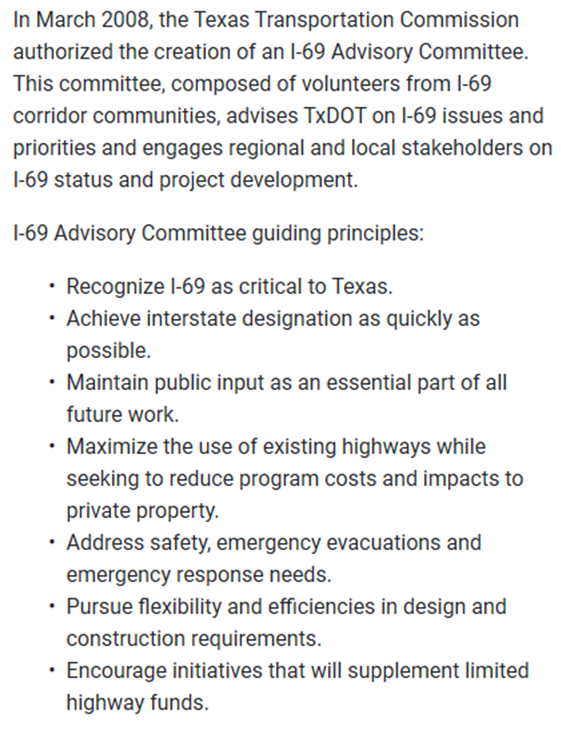 In March 2008, the Texas Transportation Commission
authorized the creation of an I-69 Advisory Committee.
This committee, composed of volunteers from I-69
corridor communities, advises TxDOT on I-69 issues and
priorities and engages regional and local stakeholders on
I-69 status and project development.
I-69 Advisory Committee guiding principles:
• Recognize I-69 as critical to Texas.
• Achieve interstate designation as quickly as
possible.
• Maintain public input as an essential part of all
future work.
• Maximize the use of existing highways while
seeking to reduce program costs and impacts to
private property.
• Address safety, emergency evacuations and
emergency response needs.
• Pursue flexibility and efficiencies in design and
construction requirements.
• Encourage initiatives that will supplement limited
highway funds.